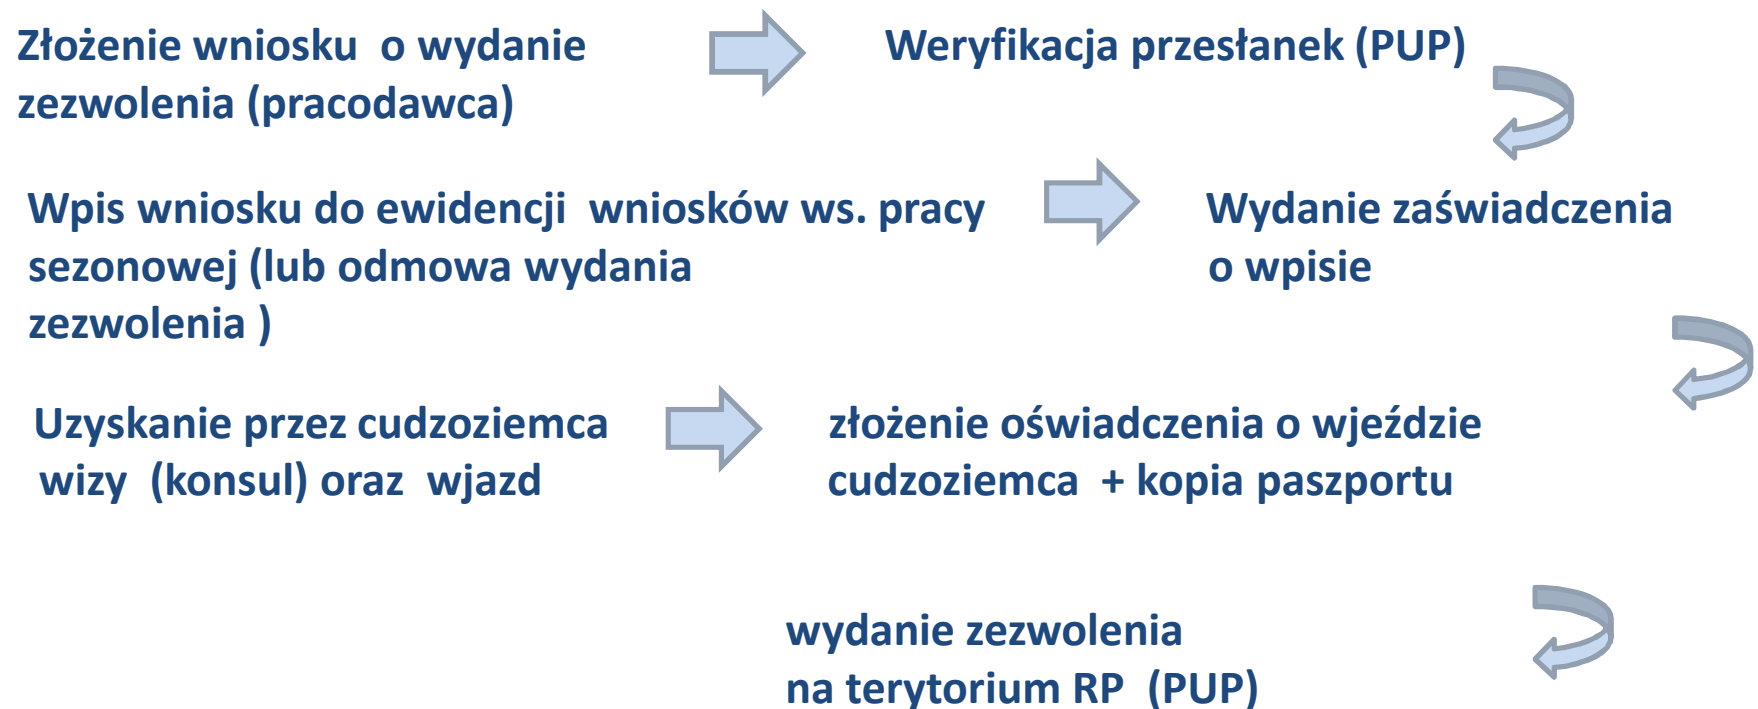 Złożenie wniosku o wydanie
zezwolenia (pracodawca)
Weryfikacja przesłanek (PUP)
Wpis wniosku do ewidencji wniosków ws. pracy
sezonowej (lub odmowa wydania
zezwolenia )
Wydanie zaświadczenia
o wpisie
Uzyskanie przez cudzoziemca
wizy (konsul) oraz wjazd
złożenie oświadczenia o wjeździe
cudzoziemca + kopia paszportu
wydanie zezwolenia
na terytorium RP (PUP)